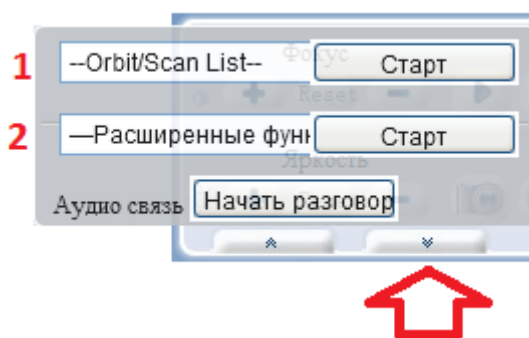 Фокус
1 --Orbit/Scan List-- Старт
Reset
2 —Расширенные функ Старт
Яркость
Аудио связь Начать разговор